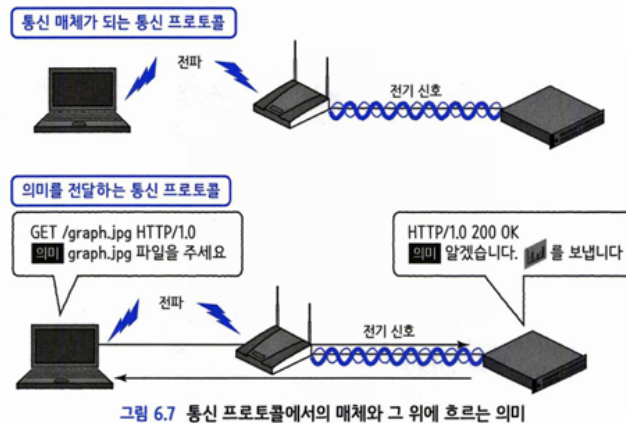 통신 매체가 되는 통신 프로토콜
전파
전기 신호
의미를 전달하는 통신 프로토콜
GET /graph.jpg HTTP/1.0
의미 graph.jpg 파일을 주세요
HTTP/1.0 200 OK
의미 알겠습니다. 를 보냅니다
전파
전기 신호
그림 6.7 통신 프로토콜에서의 매체와 그 위에 흐르는 의미